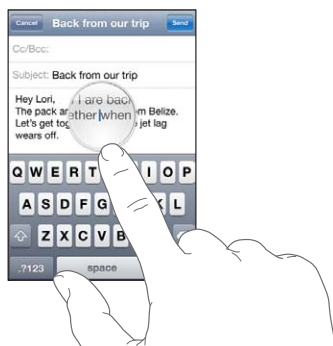 Cancel Back from our trip Send
Cc/Bcc:
Subject: Back from our trip
Hey Lori,
I are back
The pack an m Belize.
ether when
Let's get tog e jet lag
wears off.
Q W E R T I O P
A S D F G K L
Z X C V B
.?123 space